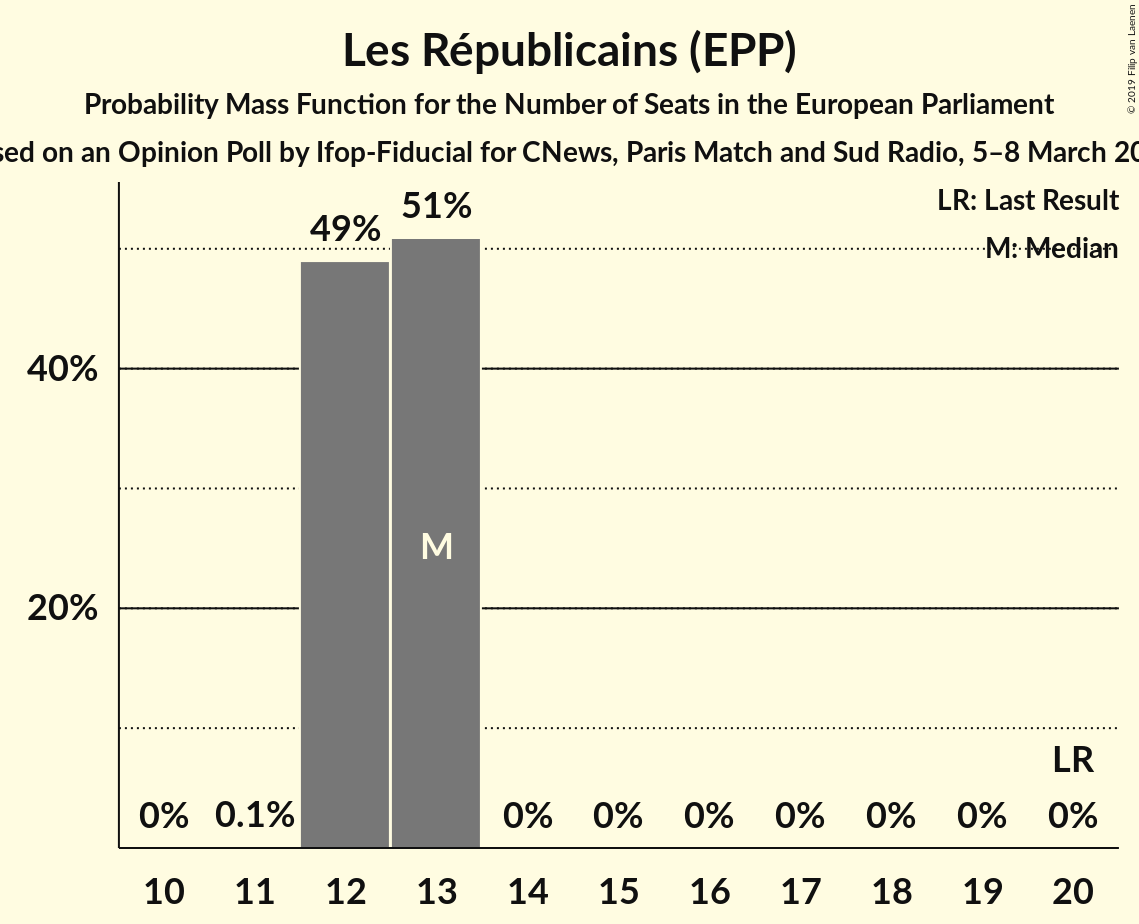 Les Républicains (EPP)
Probability Mass Function for the Number of Seats in the European Parliament
on an Opinion Poll by Ifop-Fiducial for CNews, Paris Match and Sud Radio, 5–8 March
© 2019 Filip van Laenen
LR: Last Result
M: Median
51%
49%
40%
M
20%
LR
0% 0.1% 0% 0% 0% 0% 0% 0% 0%
10 11 12 13 14 15 16 17 18 19 20